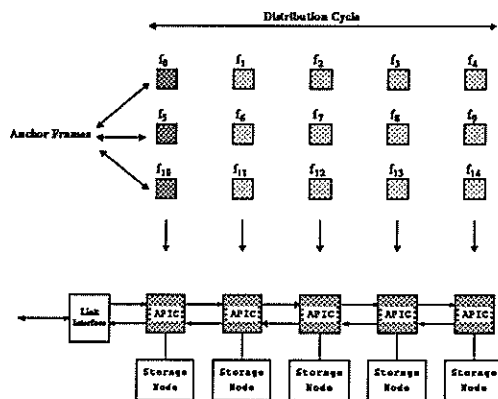 Distribution Cycle
f0 f1 f2 f3 f4
Anchor Frames
f5 f6 f7 f8 f9
f10 f11 f12 f13 f14
Link
Interface
APIC APIC APIC APIC APIC
Storage Storage Storage Storage Storage
Node Node Node Node Node